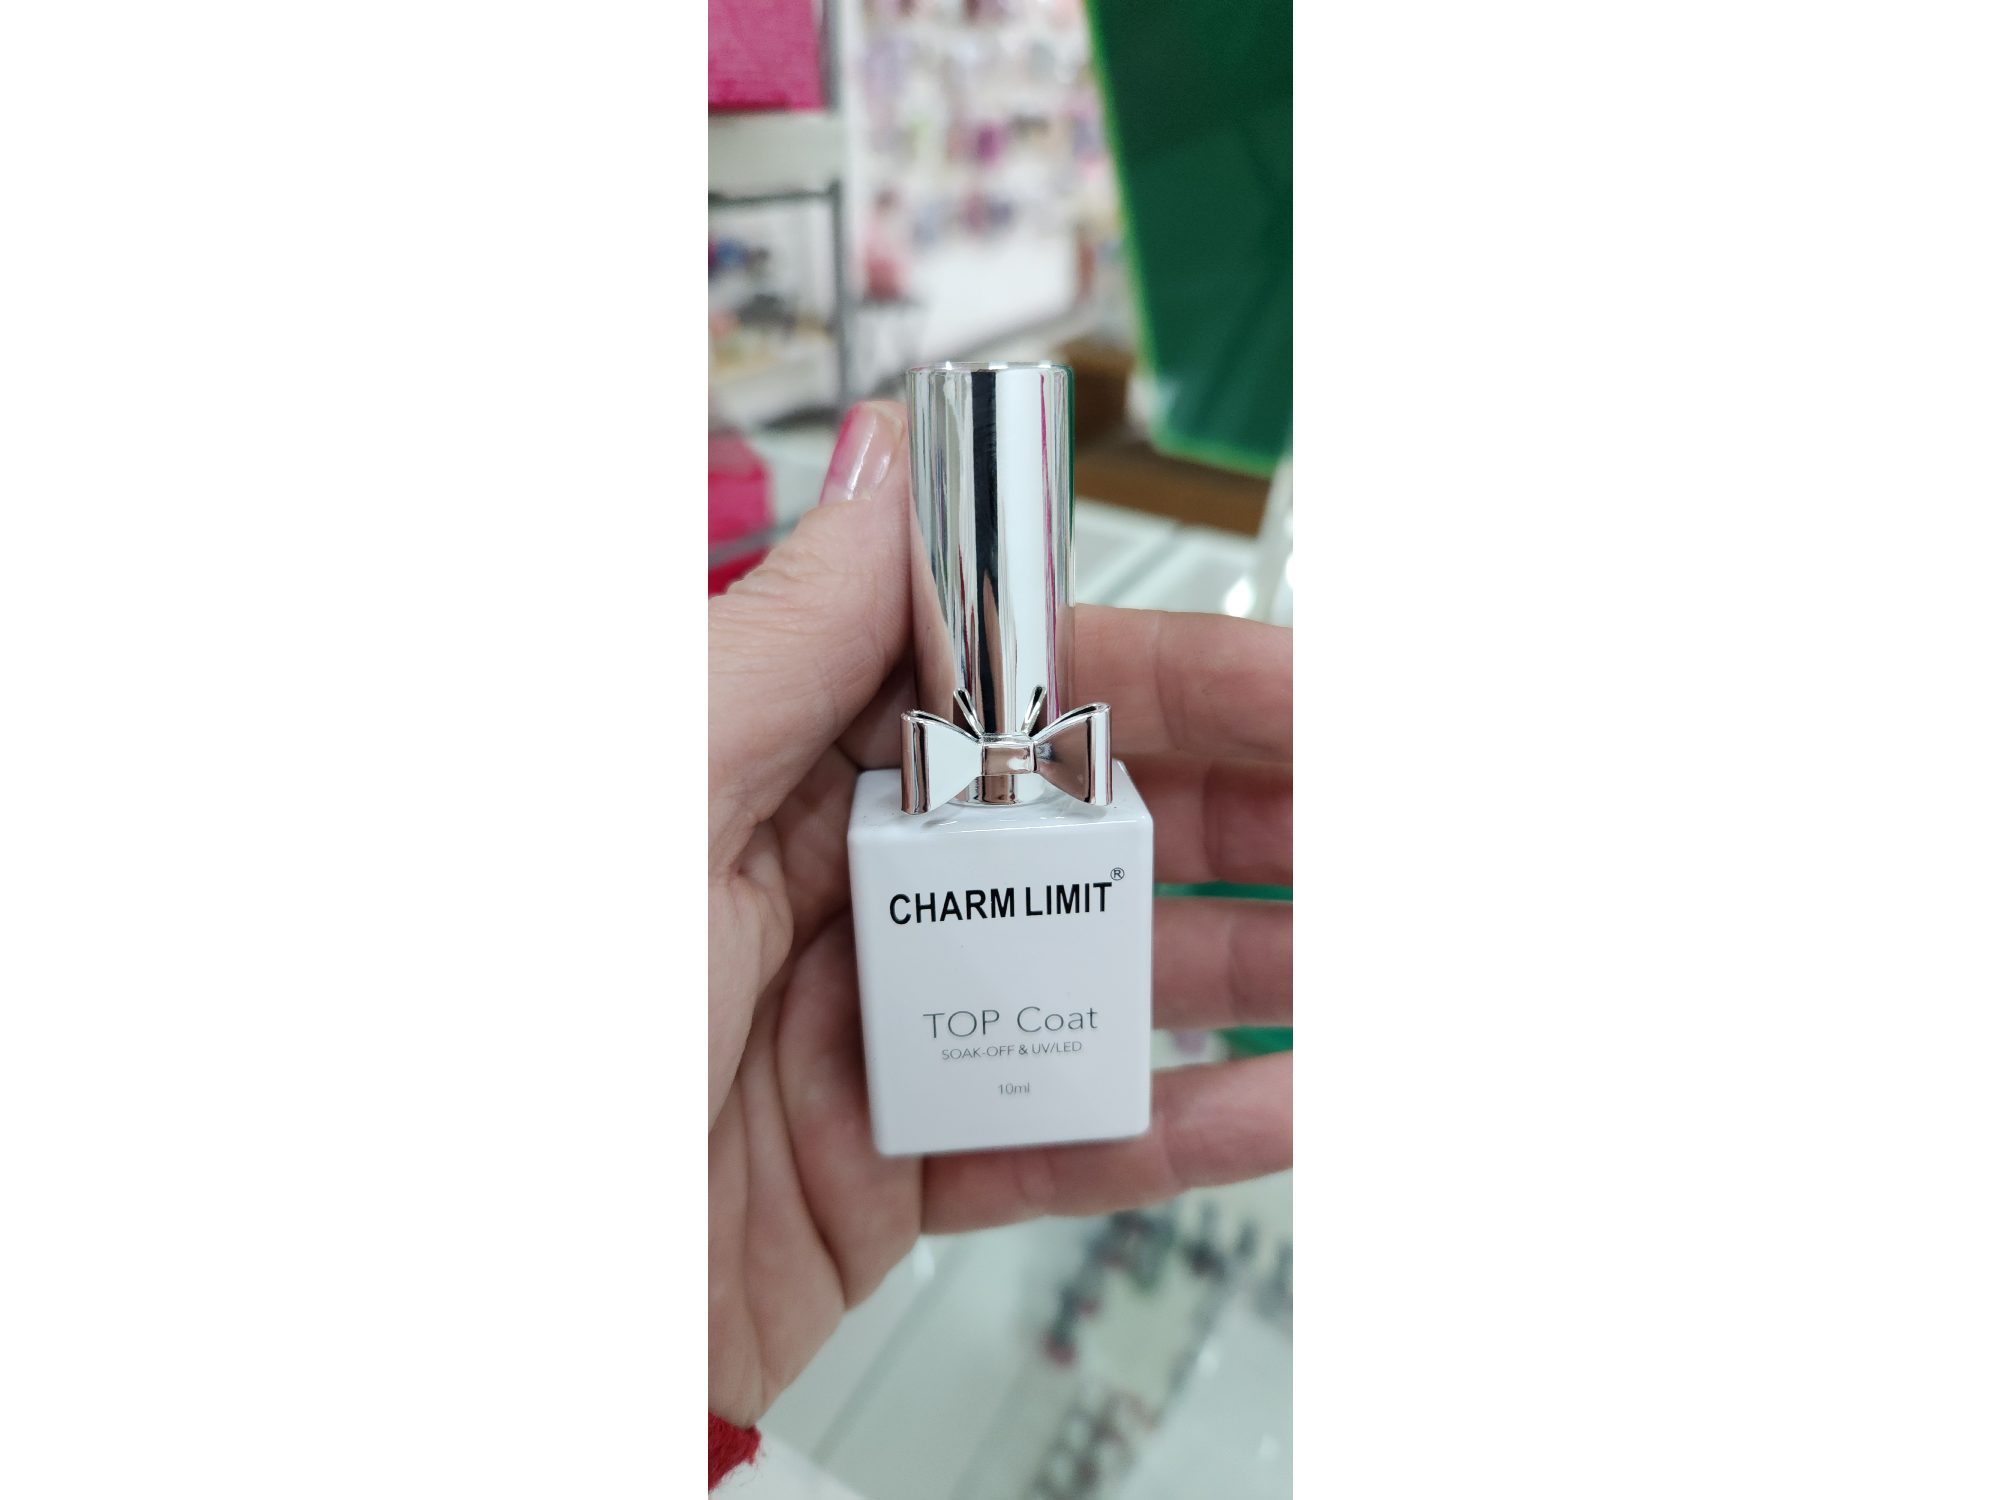 CHARM LIMIT®
TOP Coat
SOAK-OFF & UV/LED
10ml